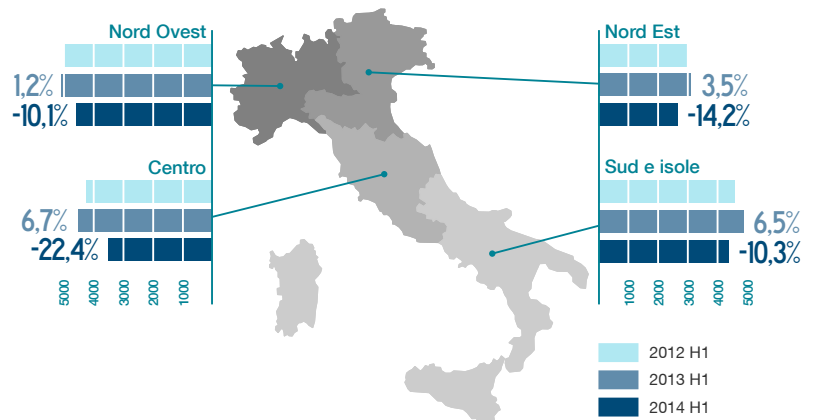 Nord Ovest
1,2%
-10,1%
Centro
6,7%
-22,4%
5000 4000 3000 2000 1000
Nord Est
3,5%
-14,2%
Sud e isole
6,5%
-10,3%
1000 2000 3000 4000 5000
2012 H1
2013 H1
2014 H1